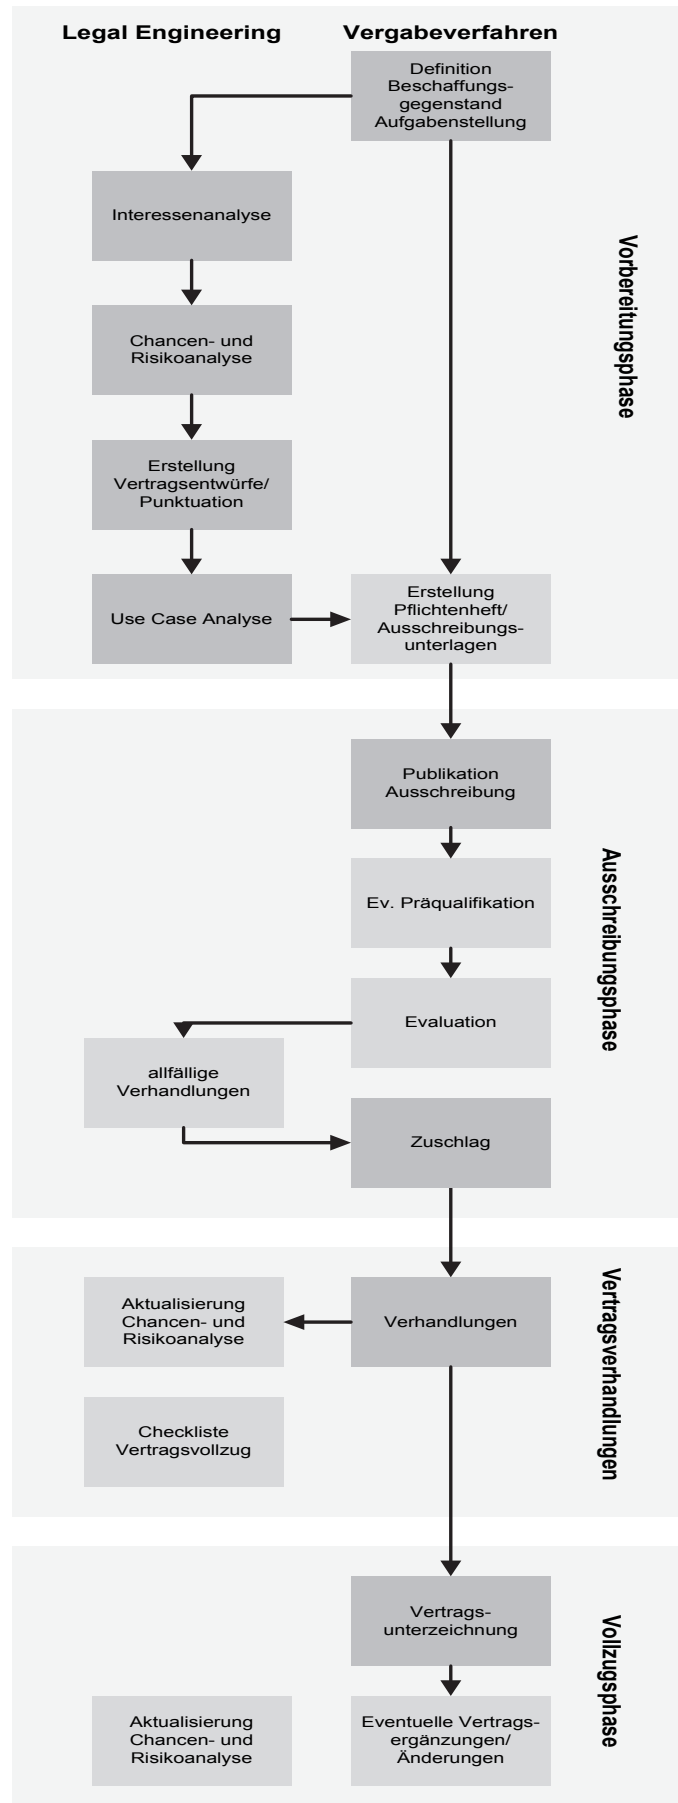 Legal Engineering
Vergabeverfahren
Definition
Beschaffungs-
gegenstand
Aufgabenstellung
Interessenanalyse
Chancen- und
Risikoanalyse
Erstellung
Vertragsentwürfe/
Punktuation
Use Case Analyse
Erstellung
Pflichtenheft/
Ausschreibungs-
unterlagen
Vorbereitungsphase
Publikation
Ausschreibung
Ev. Präqualifikation
Evaluation
allfällige
Verhandlungen
Zuschlag
Ausschreibungsphase
Aktualisierung
Chancen- und
Risikoanalyse
Verhandlungen
Checkliste
Vertragsvollzug
Vertragsverhandlungen
Vertrags-
unterzeichnung
Aktualisierung
Chancen- und
Risikoanalyse
Eventuelle Vertrags-
ergänzungen/
Änderungen
Vollzugsphase